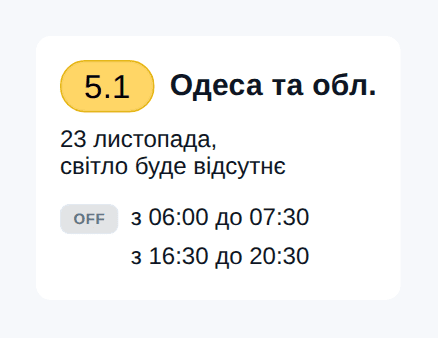 5.1 Одеса та обл.
23 листопада,
світло буде відсутнє
OFF з 06:00 до 07:30
з 16:30 до 20:30